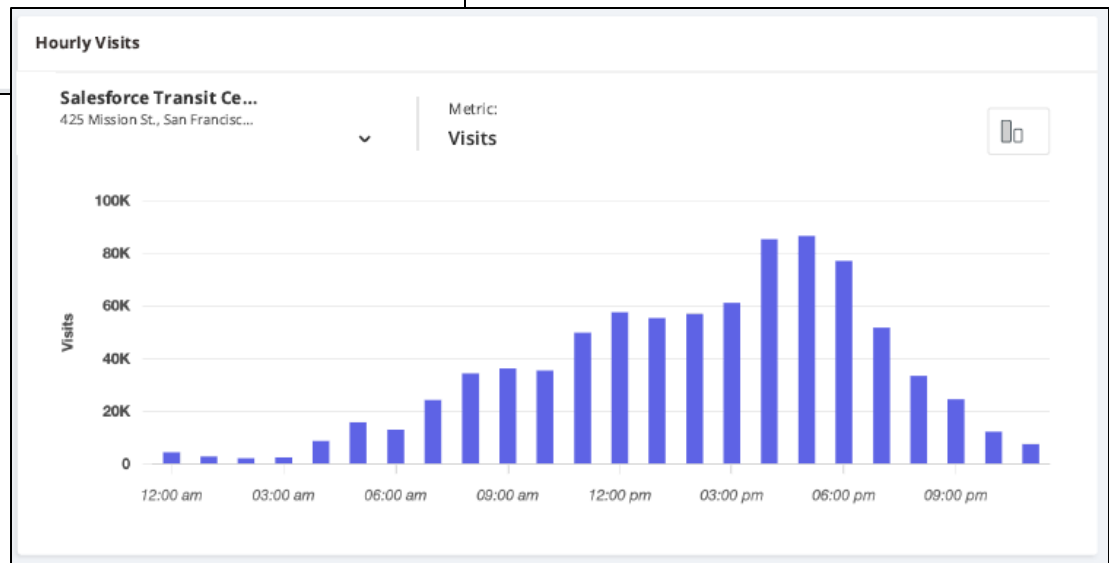 Hourly Visits
Salesforce Transit Ce...
425 Mission St., San Francisc...
Metric:
Visits
100K
80K
60K
40K
20K
0
Visits
12:00 am 03:00 am 06:00 am 09:00 am 12:00 pm 03:00 pm 06:00 pm 09:00 pm